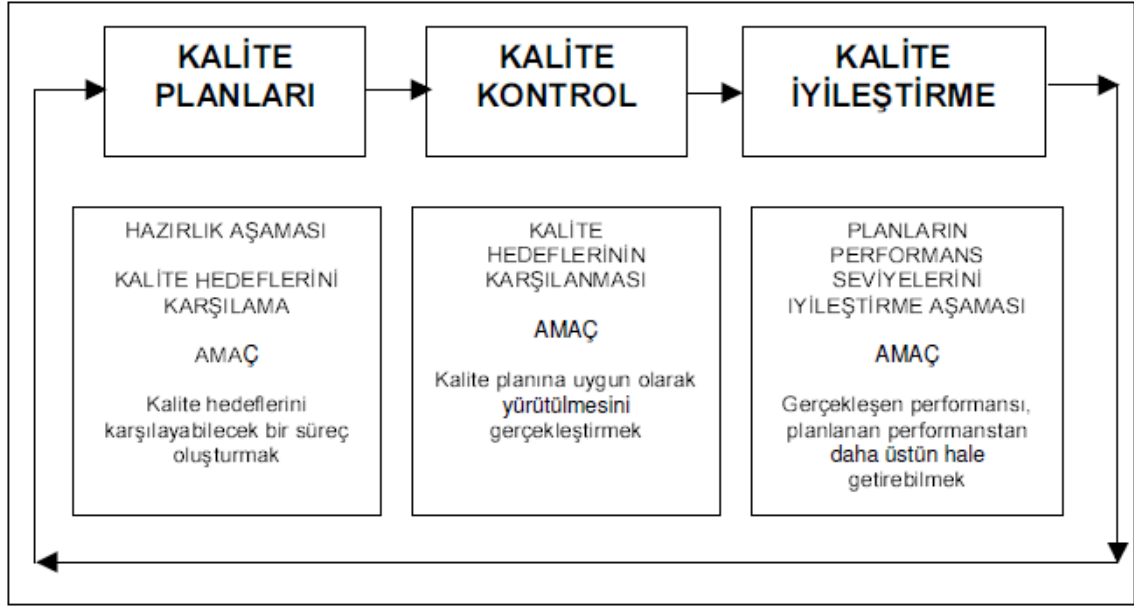 KALİTE
PLANLARI
KALİTE
KONTROL
KALİTE
İYİLEŞTİRME
HAZIRLIK AŞAMASI
KALİTE HEDEFLERİNİ
KARŞILAMA
AMAÇ
Kalite hedeflerini
karşılayabilecek bir süreç
oluşturmak
KALİTE
HEDEFLERİNİN
KARŞILANMASI
AMAÇ
Kalite planına uygun olarak
yürütülmesini
gerçekleştirmek
PLANLARIN
PERFORMANS
SEVİYELERİNİ
IYİLEŞTİRME AŞAMASI
AMAÇ
Gerçekleşen performansı,
planlanan performanstan
daha üstün hale
getirebilmek